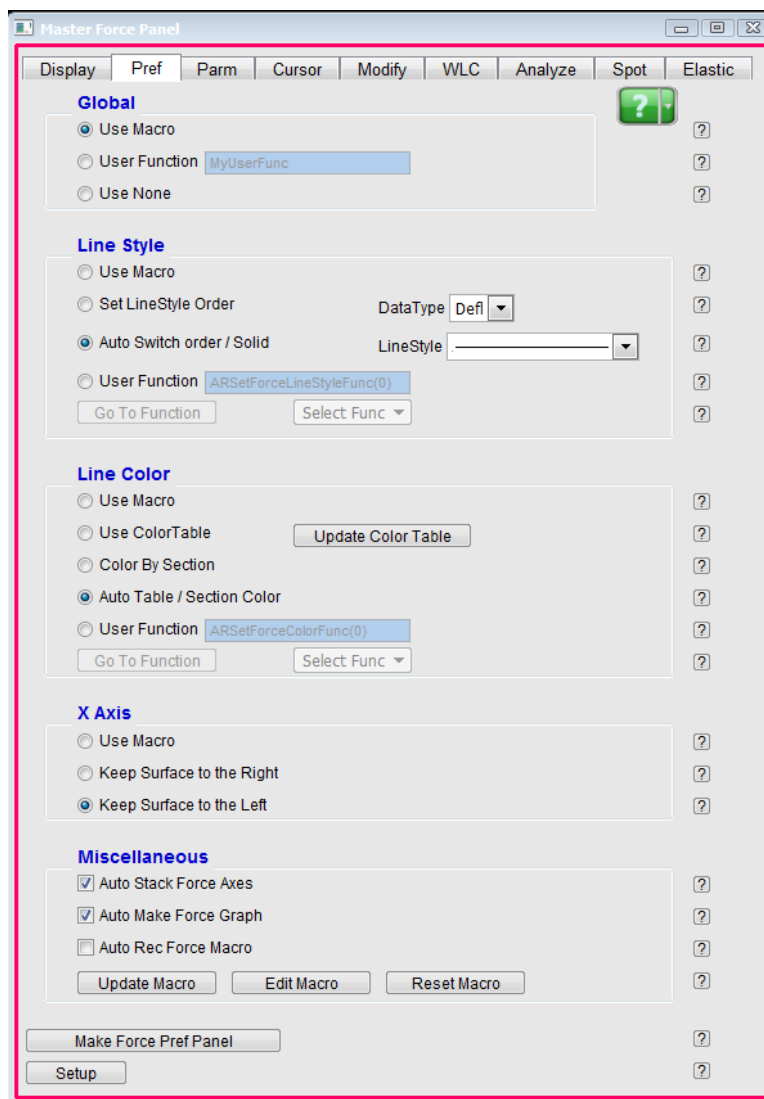 Master Force Panel
Display Pref Parm Cursor Modify WLC Analyze Spot Elastic
Global
?
Use Macro ?
User Function MyUserFunc ?
Use None ?
Line Style
Use Macro ?
Set LineStyle Order DataType Defl ?
Auto Switch order / Solid LineStyle ?
User Function ARSetForceLineStyleFunc(0) ?
Go To Function Select Func ?
Line Color
Use Macro ?
Use ColorTable Update Color Table ?
Color By Section ?
Auto Table / Section Color ?
User Function ARSetForceColorFunc(0) ?
Go To Function Select Func ?
X Axis
Use Macro ?
Keep Surface to the Right ?
Keep Surface to the Left ?
Miscellaneous
Auto Stack Force Axes ?
Auto Make Force Graph ?
Auto Rec Force Macro ?
Update Macro Edit Macro Reset Macro ?
Make Force Pref Panel ?
Setup ?